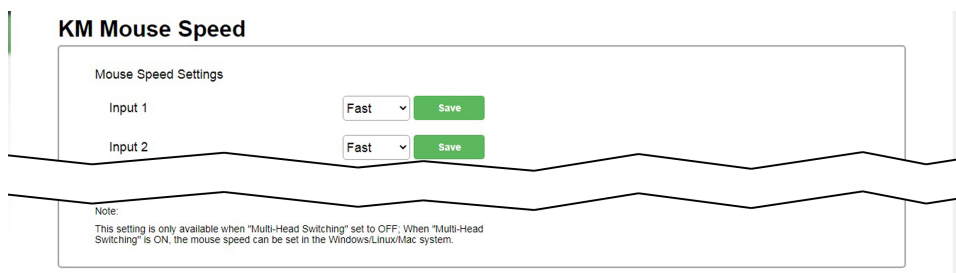 KM Mouse Speed
Mouse Speed Settings
Input 1 Fast Save
Input 2 Fast Save
Note:
This setting is only available when "Multi-Head Switching" set to OFF; When "Multi-Head
Switching" is ON, the mouse speed can be set in the Windows/Linux/Mac system.